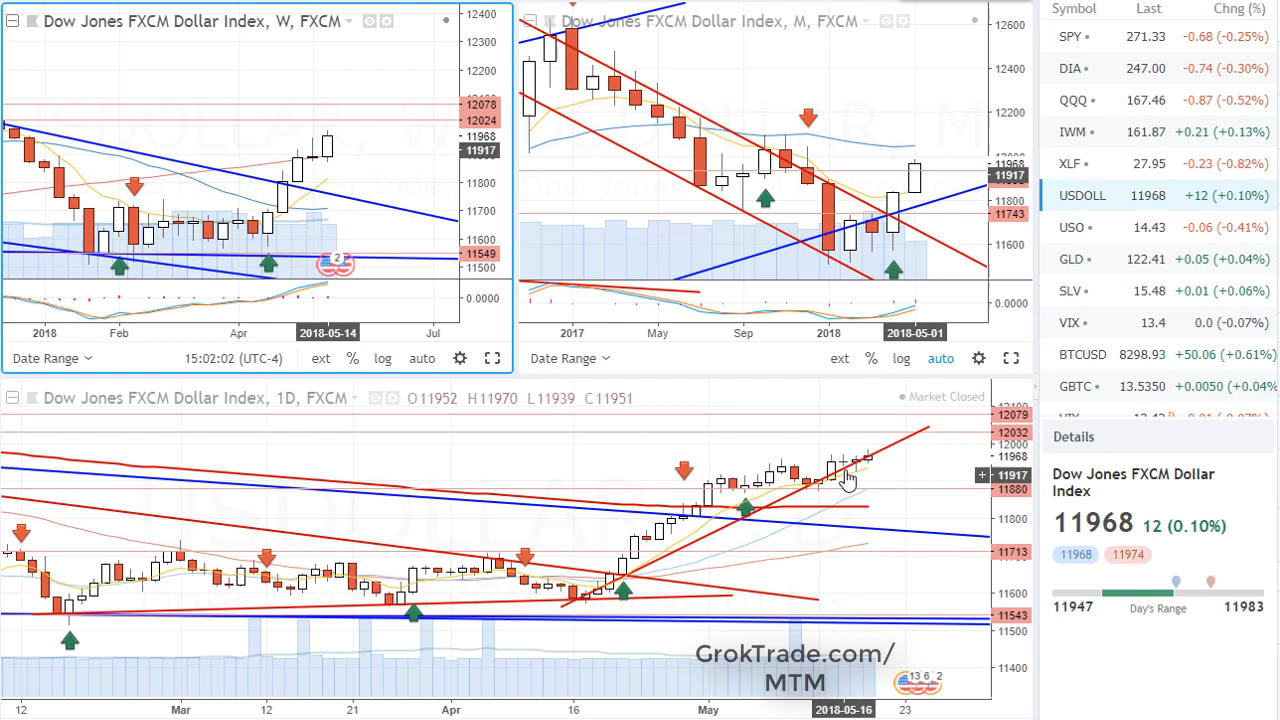 Dow Jones FXCM Dollar Index, W, FXCM
12400
12300
12200
12078
12024
11968
11917
11800
11700
11600
11549
11500
2
0.0000
2018
Feb
Apr
2018-05-14
Jul
Date Range
15:02:02 (UTC-4)
ext
%
log
auto
Dow Jones FXCM Dollar Index, M, FXCM
12600
12400
12200
11968
11917
11743
11600
0.0000
2017
May
Sep
2018
2018-05-01
Date Range
ext
%
log
auto
Dow Jones FXCM Dollar Index, 1D, FXCM
O11952 H11970 L11939 C11951
Market Closed
12079
12032
12000
11968
11917
11880
11800
11713
11600
11543
11500
11400
GrokTrade.com/
MTM
13 6 2
12
Mar
12
21
Apr
16
May
2018-05-16
23
Symbol Last Chng (%)
SPY 271.33 -0.68 (-0.25%)
DIA 247.00 -0.74 (-0.30%)
QQQ 167.46 -0.87 (-0.52%)
IWM 161.87 +0.21 (+0.13%)
XLF 27.95 -0.23 (-0.82%)
USDOLL 11968 +12 (+0.10%)
USO 14.43 -0.06 (-0.41%)
GLD 122.41 +0.05 (+0.04%)
SLV 15.48 +0.01 (+0.06%)
VIX 13.4 0.0 (-0.07%)
BTCUSD 8298.93 +50.06 (+0.61%)
GBTC 13.5350 +0.0050 (+0.04%
Details
Dow Jones FXCM Dollar
Index
11968 12 (0.10%)
11968 11974
11947 Day's Range 11983